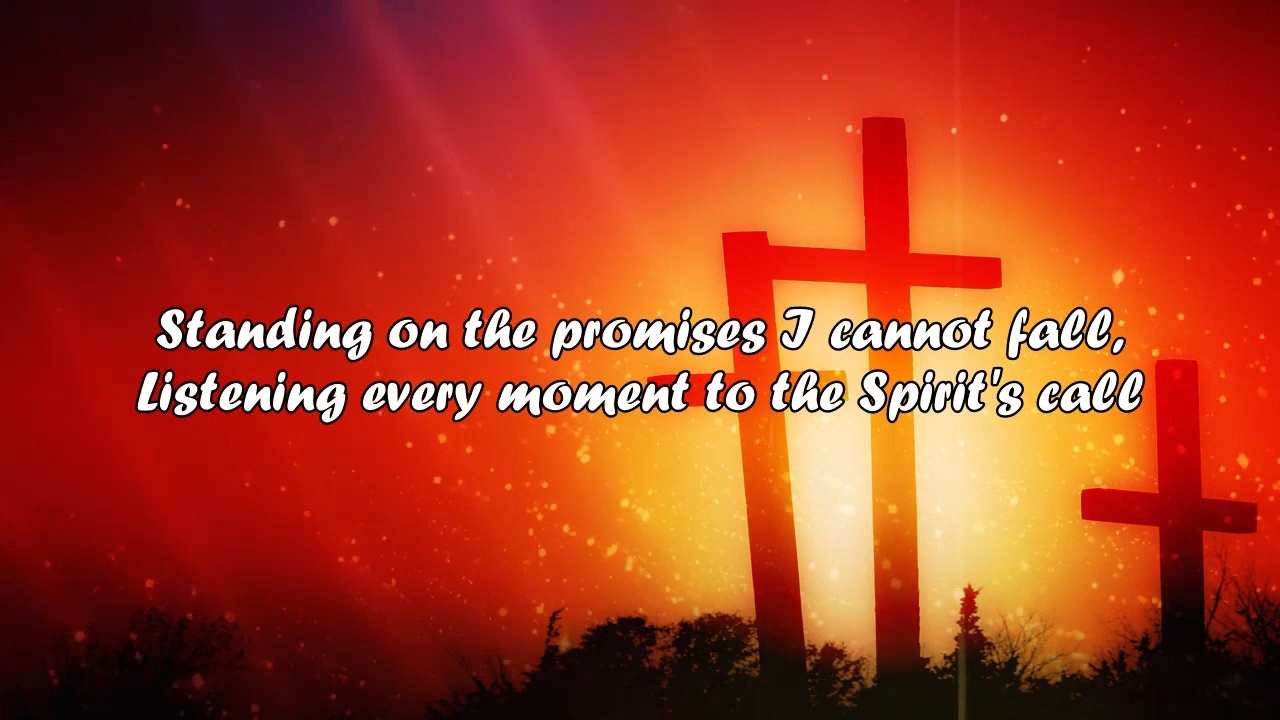 Standing on the promises I cannot fall,
Listening every moment to the Spirit's call